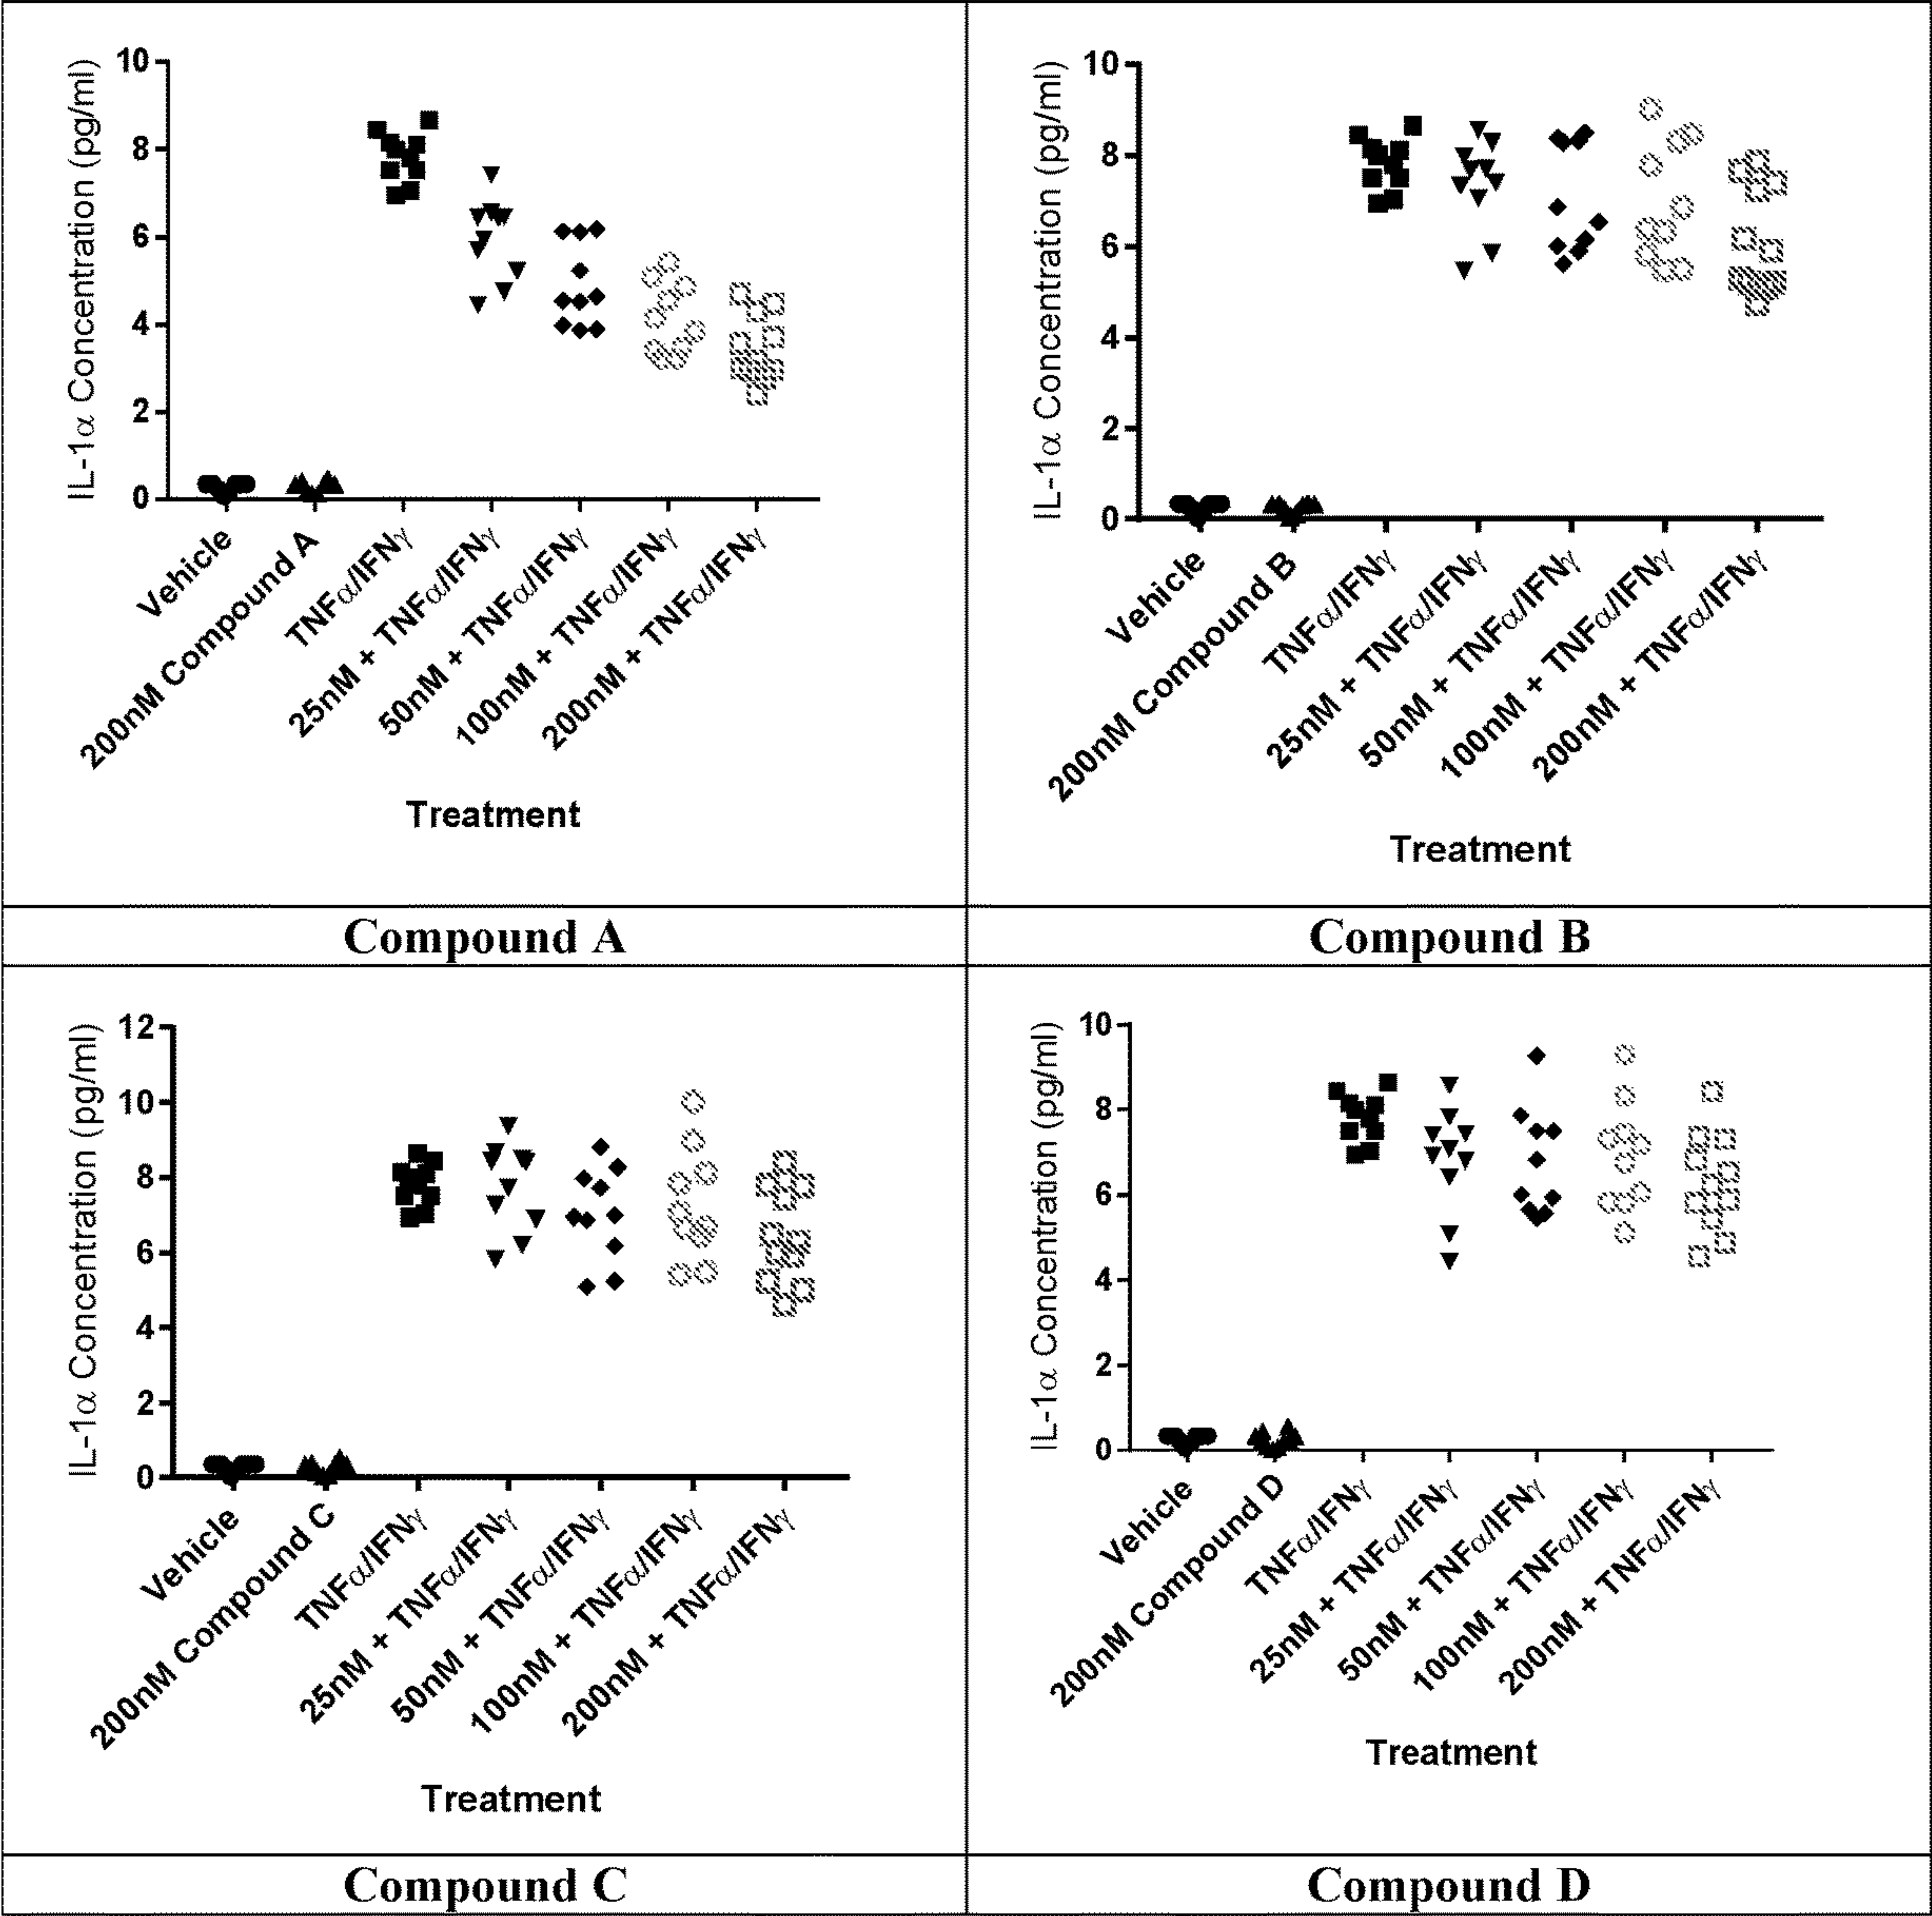 IL-1α Concentration (pg/ml)
10
8
6
4
2
0
Vehicle
200nM Compound A
TNFα/IFNγ
25nM + TNFα/IFNγ
50nM + TNFα/IFNγ
100nM + TNFα/IFNγ
200nM + TNFα/IFNγ
Treatment
IL-1α Concentration (pg/ml)
10
8
6
4
2
0
Vehicle
200nM Compound B
TNFα/IFNγ
25nM + TNFα/IFNγ
50nM + TNFα/IFNγ
100nM + TNFα/IFNγ
200nM + TNFα/IFNγ
Treatment
Compound A
Compound B
IL-1α Concentration (pg/ml)
12
10
8
6
4
2
0
Vehicle
200nM Compound C
TNFα/IFNγ
25nM + TNFα/IFNγ
50nM + TNFα/IFNγ
100nM + TNFα/IFNγ
200nM + TNFα/IFNγ
Treatment
IL-1α Concentration (pg/ml)
10
8
6
4
2
0
Vehicle
200nM Compound D
TNFα/IFNγ
25nM + TNFα/IFNγ
50nM + TNFα/IFNγ
100nM + TNFα/IFNγ
200nM + TNFα/IFNγ
Treatment
Compound C
Compound D